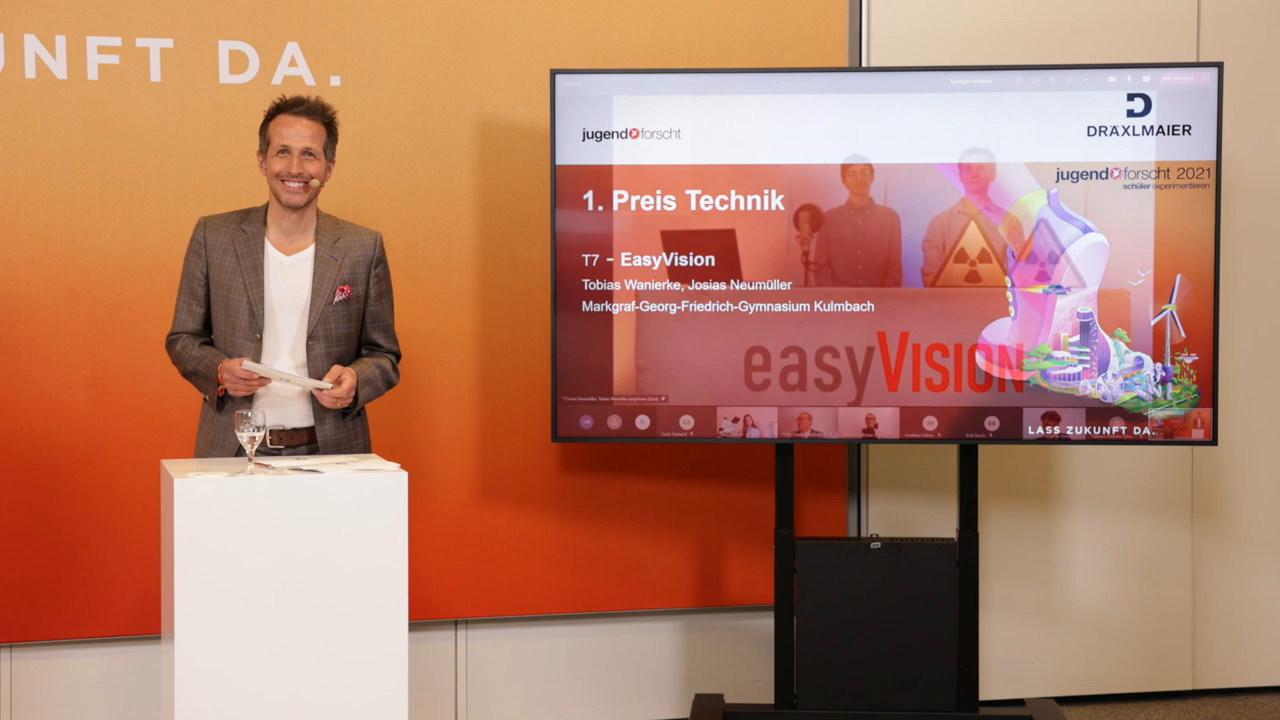 UNFT DA.
DRÄXLMAIER
jugend forscht
jugend forscht 2021
schüler experimentieren
1. Preis Technik
T7 - EasyVision
Tobias Wanierke, Josias Neumüller
Markgraf-Georg-Friedrich-Gymnasium Kulmbach
easyVISION
LASS ZUKUNFT DA.